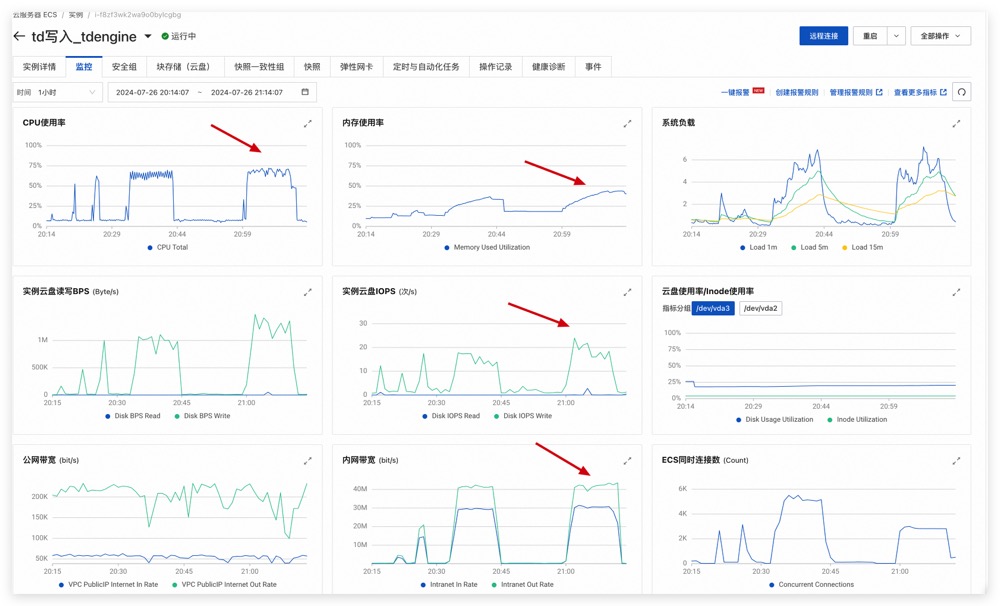 云服务器 ECS / 实例 / i-f8zf3wk2wa9o0byicgbg
← td写入_tdengine 运行中
远程连接 重启 全部操作
实例详情 监控 安全组 块存储（云盘） 快照一致性组 快照 弹性网卡 定时与自动化任务 操作记录 健康诊断 事件
时间 1小时 2024-07-26 20:14:07 ~ 2024-07-26 21:14:07
一键报警 NEW 创建报警规则 管理报警规则 查看更多指标
CPU使用率
100%
75%
50%
25%
0%
20:14 20:29 20:44 20:59
CPU Total
内存使用率
100%
75%
50%
25%
0%
20:14 20:29 20:44 20:59
Memory Used Utilization
系统负载
6
4
2
20:14 20:29 20:44 20:59
Load 1m Load 5m Load 15m
实例云盘读写BPS (Byte/s)
1M
500K
0
20:15 20:30 20:45 21:00
Disk BPS Read Disk BPS Write
实例云盘IOPS (次/s)
30
20
10
0
20:15 20:30 20:45 21:00
Disk IOPS Read Disk IOPS Write
云盘使用率/Inode使用率
指标分组 /dev/vda3 /dev/vda2
100%
75%
50%
25%
0%
20:14 20:29 20:44 20:59
Disk Usage Utilization Inode Utilization
公网带宽 (bit/s)
200K
150K
100K
50K
20:15 20:30 20:45 21:00
VPC PublicIP Internet In Rate VPC PublicIP Internet Out Rate
内网带宽 (bit/s)
40M
30M
20M
10M
20:15 20:30 20:45 21:00
Intranet In Rate Intranet Out Rate
ECS同时连接数 (Count)
6K
4K
2K
0
20:15 20:30 20:45 21:00
Concurrent Connections